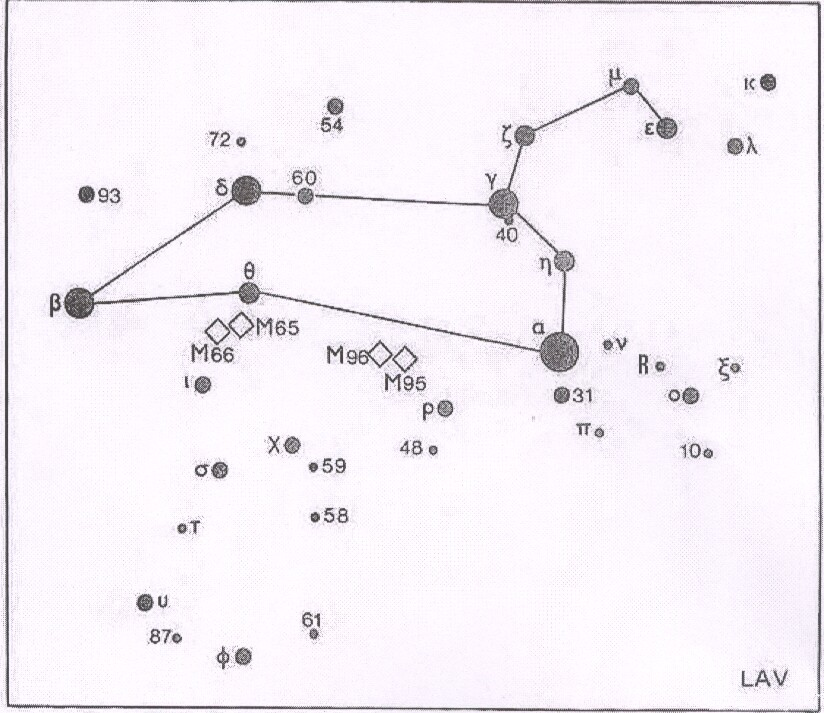 μ
κ
54
ζ
ε
λ
72
γ
δ
60
93
40
η
θ
β
α
ν
M65
M66
M96
M95
R
ξ
ι
31
ο
ρ
π
χ
48
10
σ
59
58
τ
υ
61
87
φ
LAV